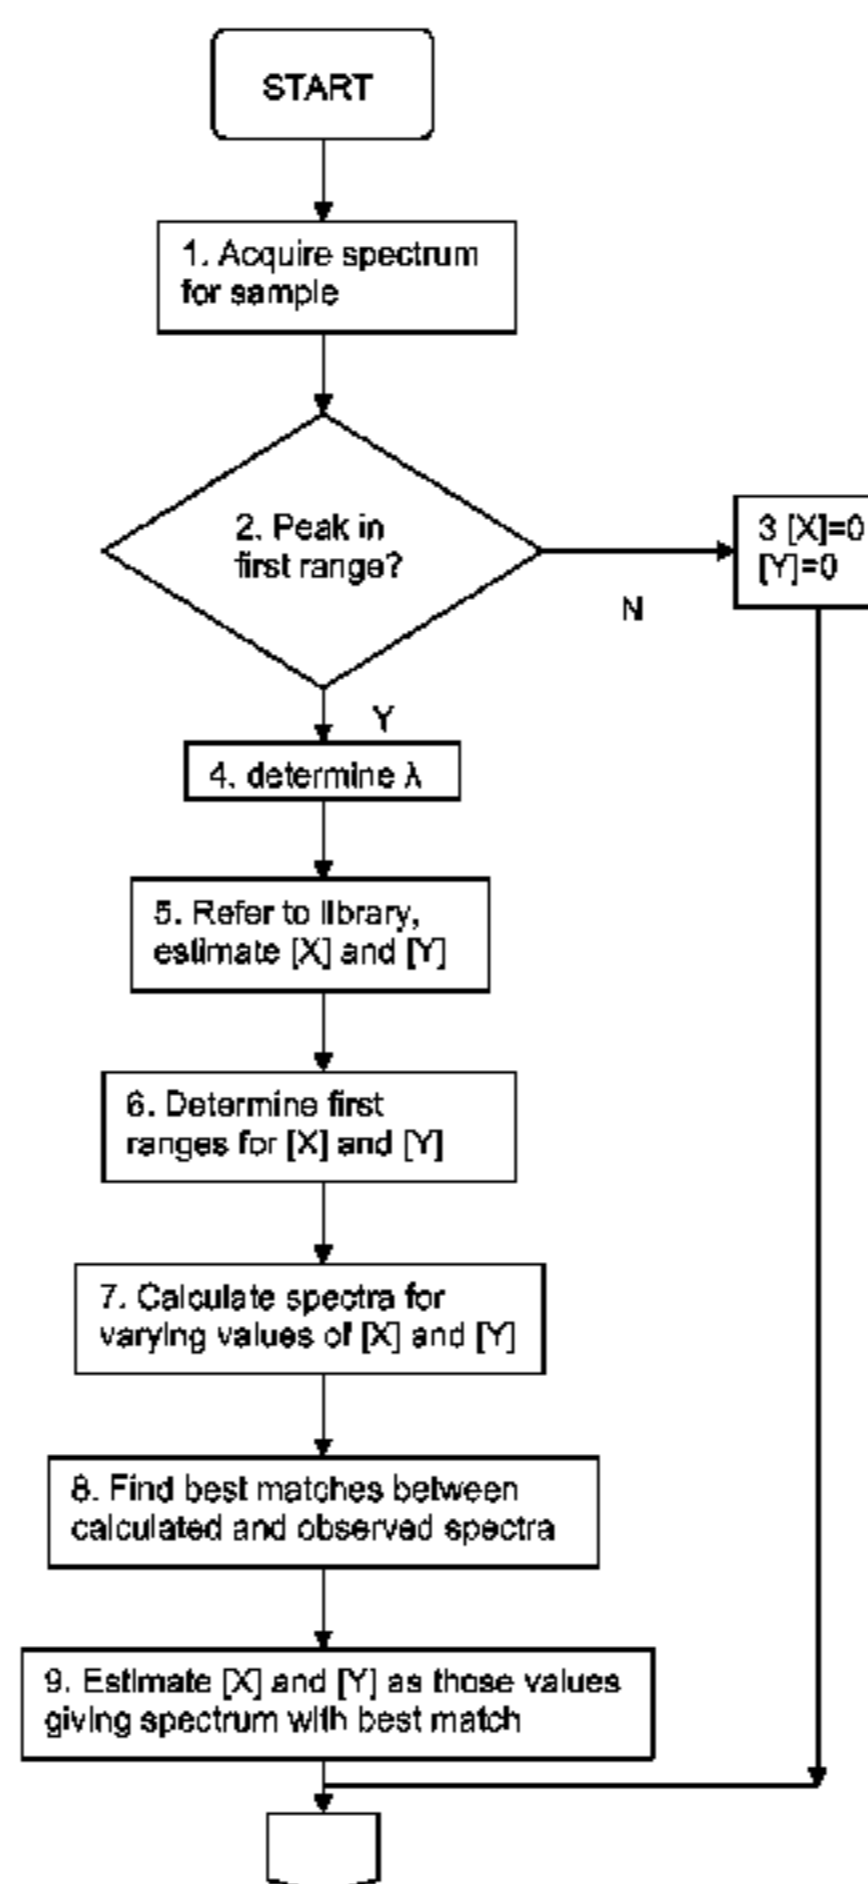 START
1. Acquire spectrum
for sample
2. Peak in
first range?
3 [X]=0
[Y]=0
N
Y
4. determine λ
5. Refer to library,
estimate [X] and [Y]
6. Determine first
ranges for [X] and [Y]
7. Calculate spectra for
varying values of [X] and [Y]
8. Find best matches between
calculated and observed spectra
9. Estimate [X] and [Y] as those values
giving spectrum with best match